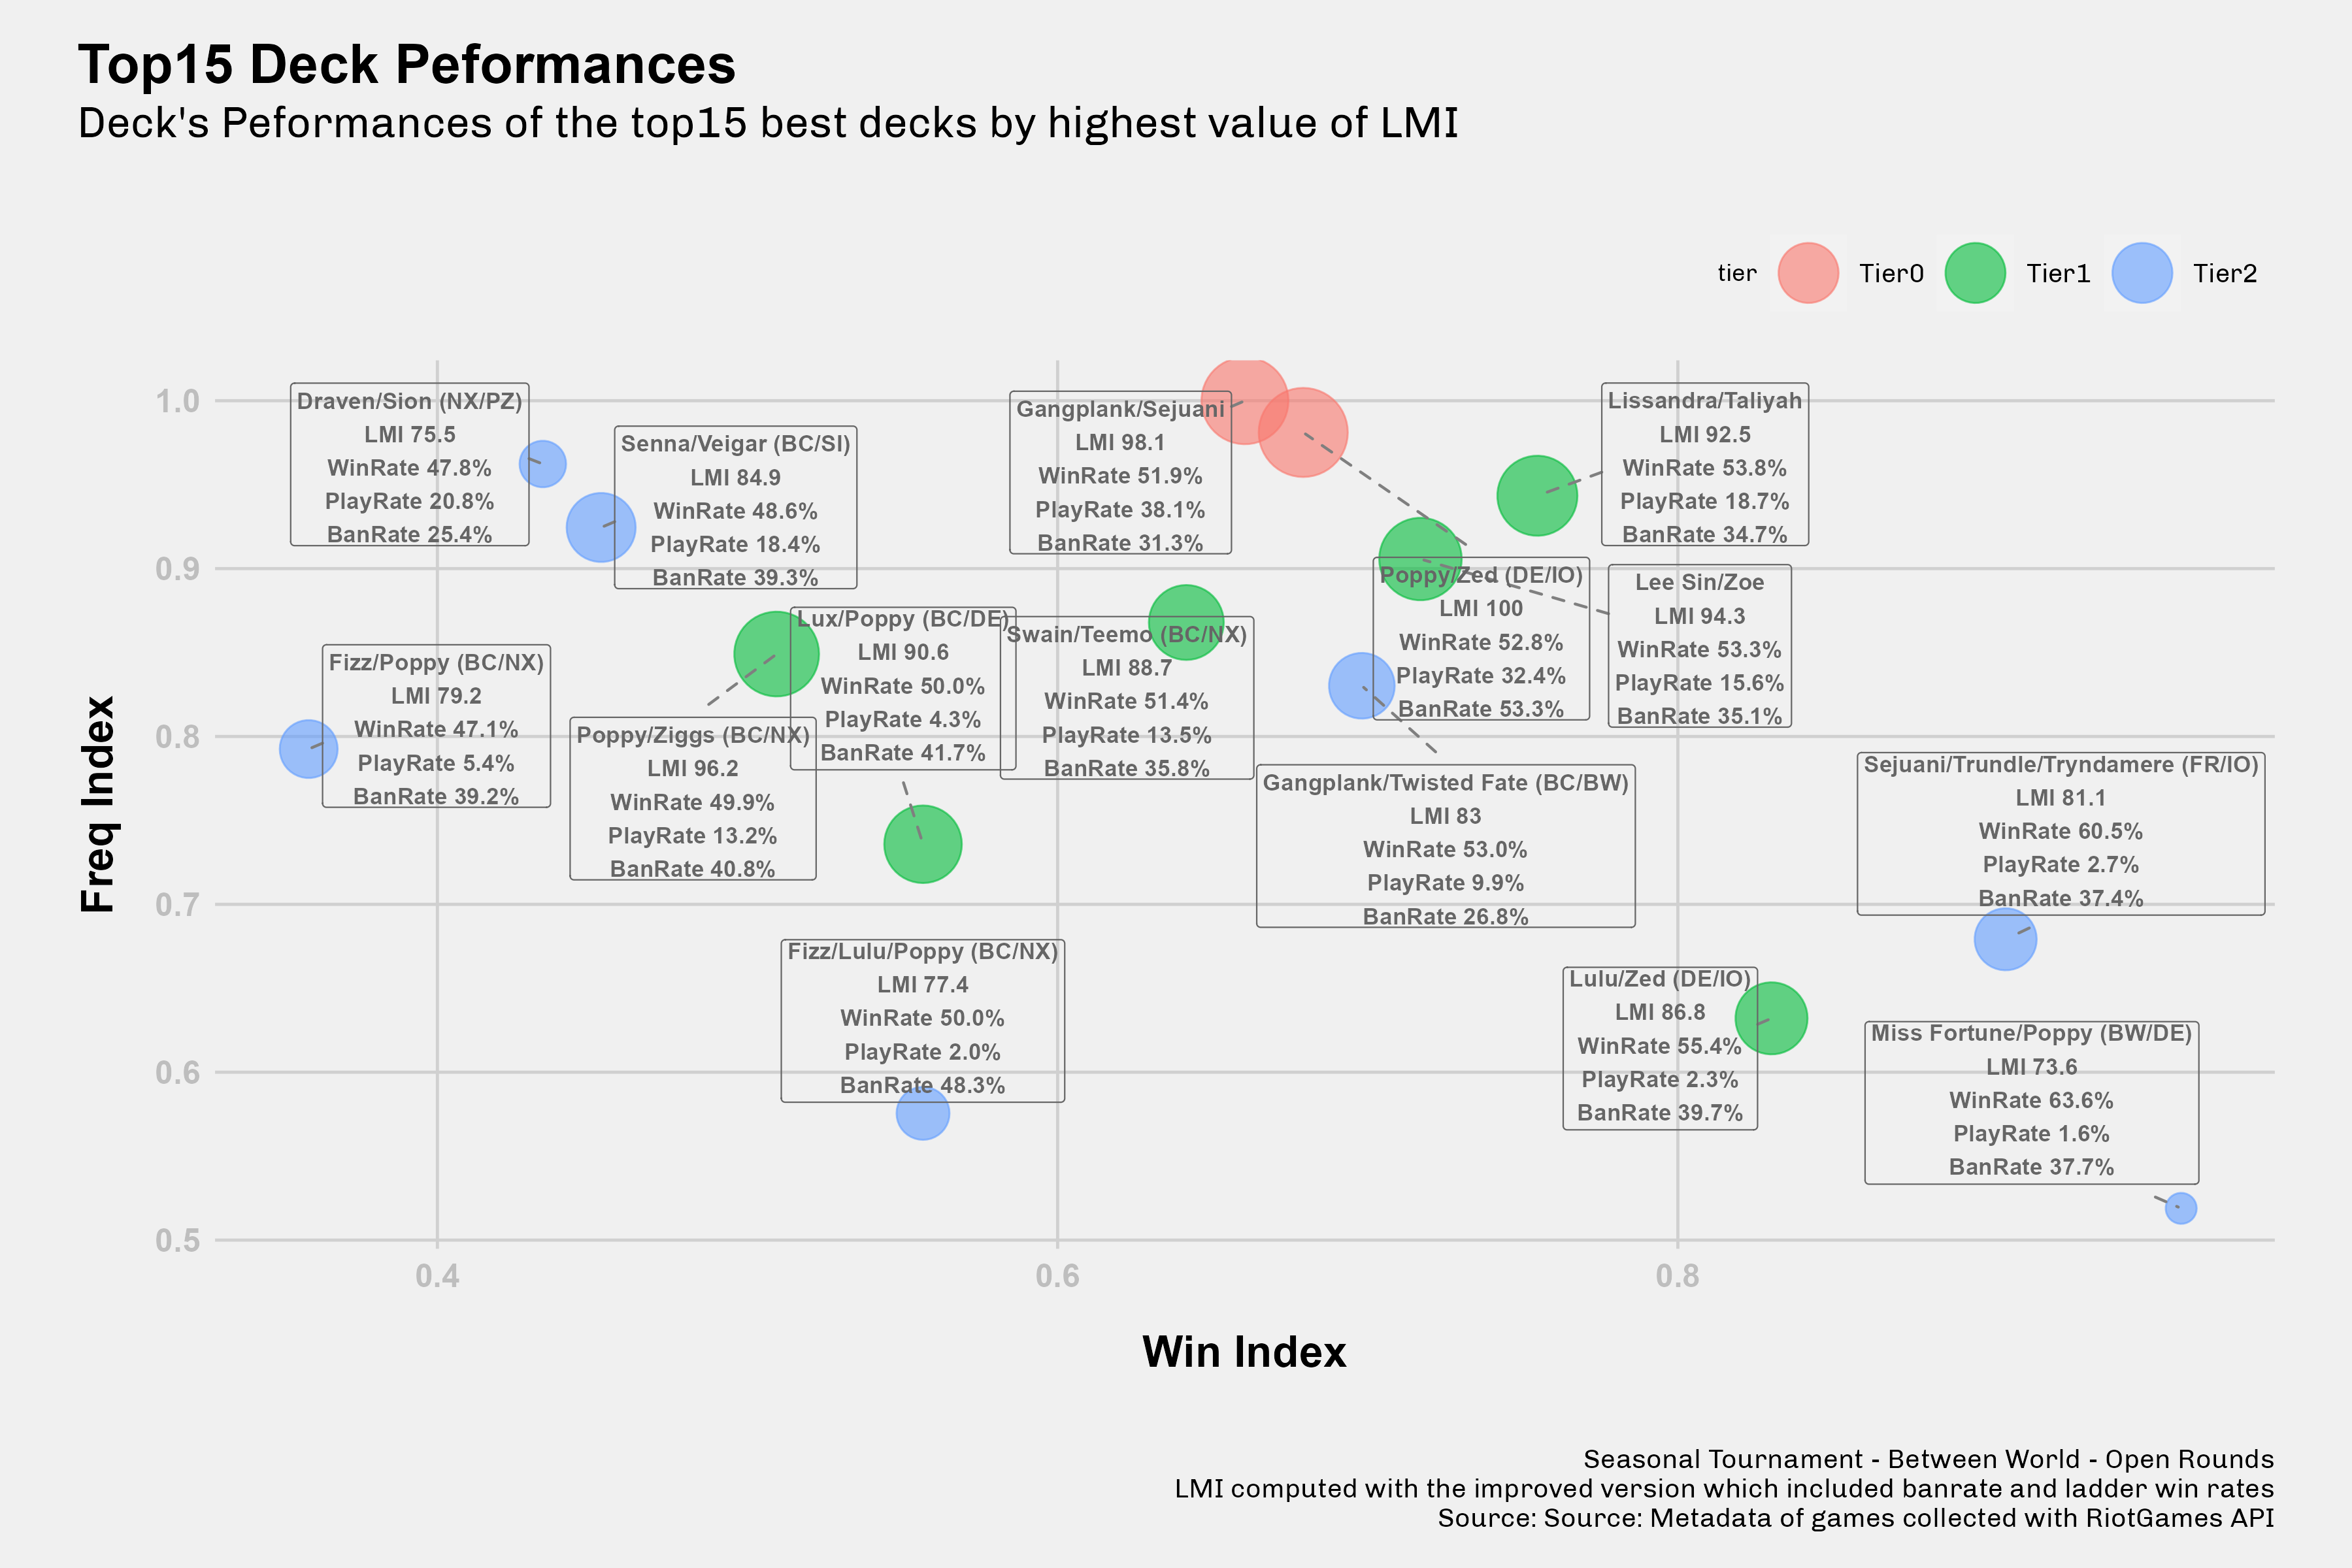 Top15 Deck Peformances
Deck's Peformances of the top15 best decks by highest value of LMI
tier
Tier0
Tier1
Tier2
Freq Index
1.0
0.9
0.8
0.7
0.6
0.5
Draven/Sion (NX/PZ)
LMI 75.5
WinRate 47.8%
PlayRate 20.8%
BanRate 25.4%
Senna/Veigar (BC/SI)
LMI 84.9
WinRate 48.6%
PlayRate 18.4%
BanRate 39.3%
Gangplank/Sejuani
LMI 98.1
WinRate 51.9%
PlayRate 38.1%
BanRate 31.3%
Lissandra/Taliyah
LMI 92.5
WinRate 53.8%
PlayRate 18.7%
BanRate 34.7%
Poppy/Zed (DE/IO)
LMI 100
WinRate 52.8%
PlayRate 32.4%
BanRate 53.3%
Lee Sin/Zoe
LMI 94.3
WinRate 53.3%
PlayRate 15.6%
BanRate 35.1%
Lux/Poppy (BC/DE)
LMI 90.6
WinRate 50.0%
PlayRate 4.3%
BanRate 41.7%
Swain/Teemo (BC/NX)
LMI 88.7
WinRate 51.4%
PlayRate 13.5%
BanRate 35.8%
Fizz/Poppy (BC/NX)
LMI 79.2
WinRate 47.1%
PlayRate 5.4%
BanRate 39.2%
Poppy/Ziggs (BC/NX)
LMI 96.2
WinRate 49.9%
PlayRate 13.2%
BanRate 40.8%
Gangplank/Twisted Fate (BC/BW)
LMI 83
WinRate 53.0%
PlayRate 9.9%
BanRate 26.8%
Sejuani/Trundle/Tryndamere (FR/IO)
LMI 81.1
WinRate 60.5%
PlayRate 2.7%
BanRate 37.4%
Fizz/Lulu/Poppy (BC/NX)
LMI 77.4
WinRate 50.0%
PlayRate 2.0%
BanRate 48.3%
Lulu/Zed (DE/IO)
LMI 86.8
WinRate 55.4%
PlayRate 2.3%
BanRate 39.7%
Miss Fortune/Poppy (BW/DE)
LMI 73.6
WinRate 63.6%
PlayRate 1.6%
BanRate 37.7%
0.4
0.6
0.8
Win Index
Seasonal Tournament - Between World - Open Rounds
LMI computed with the improved version which included banrate and ladder win rates
Source: Source: Metadata of games collected with RiotGames API